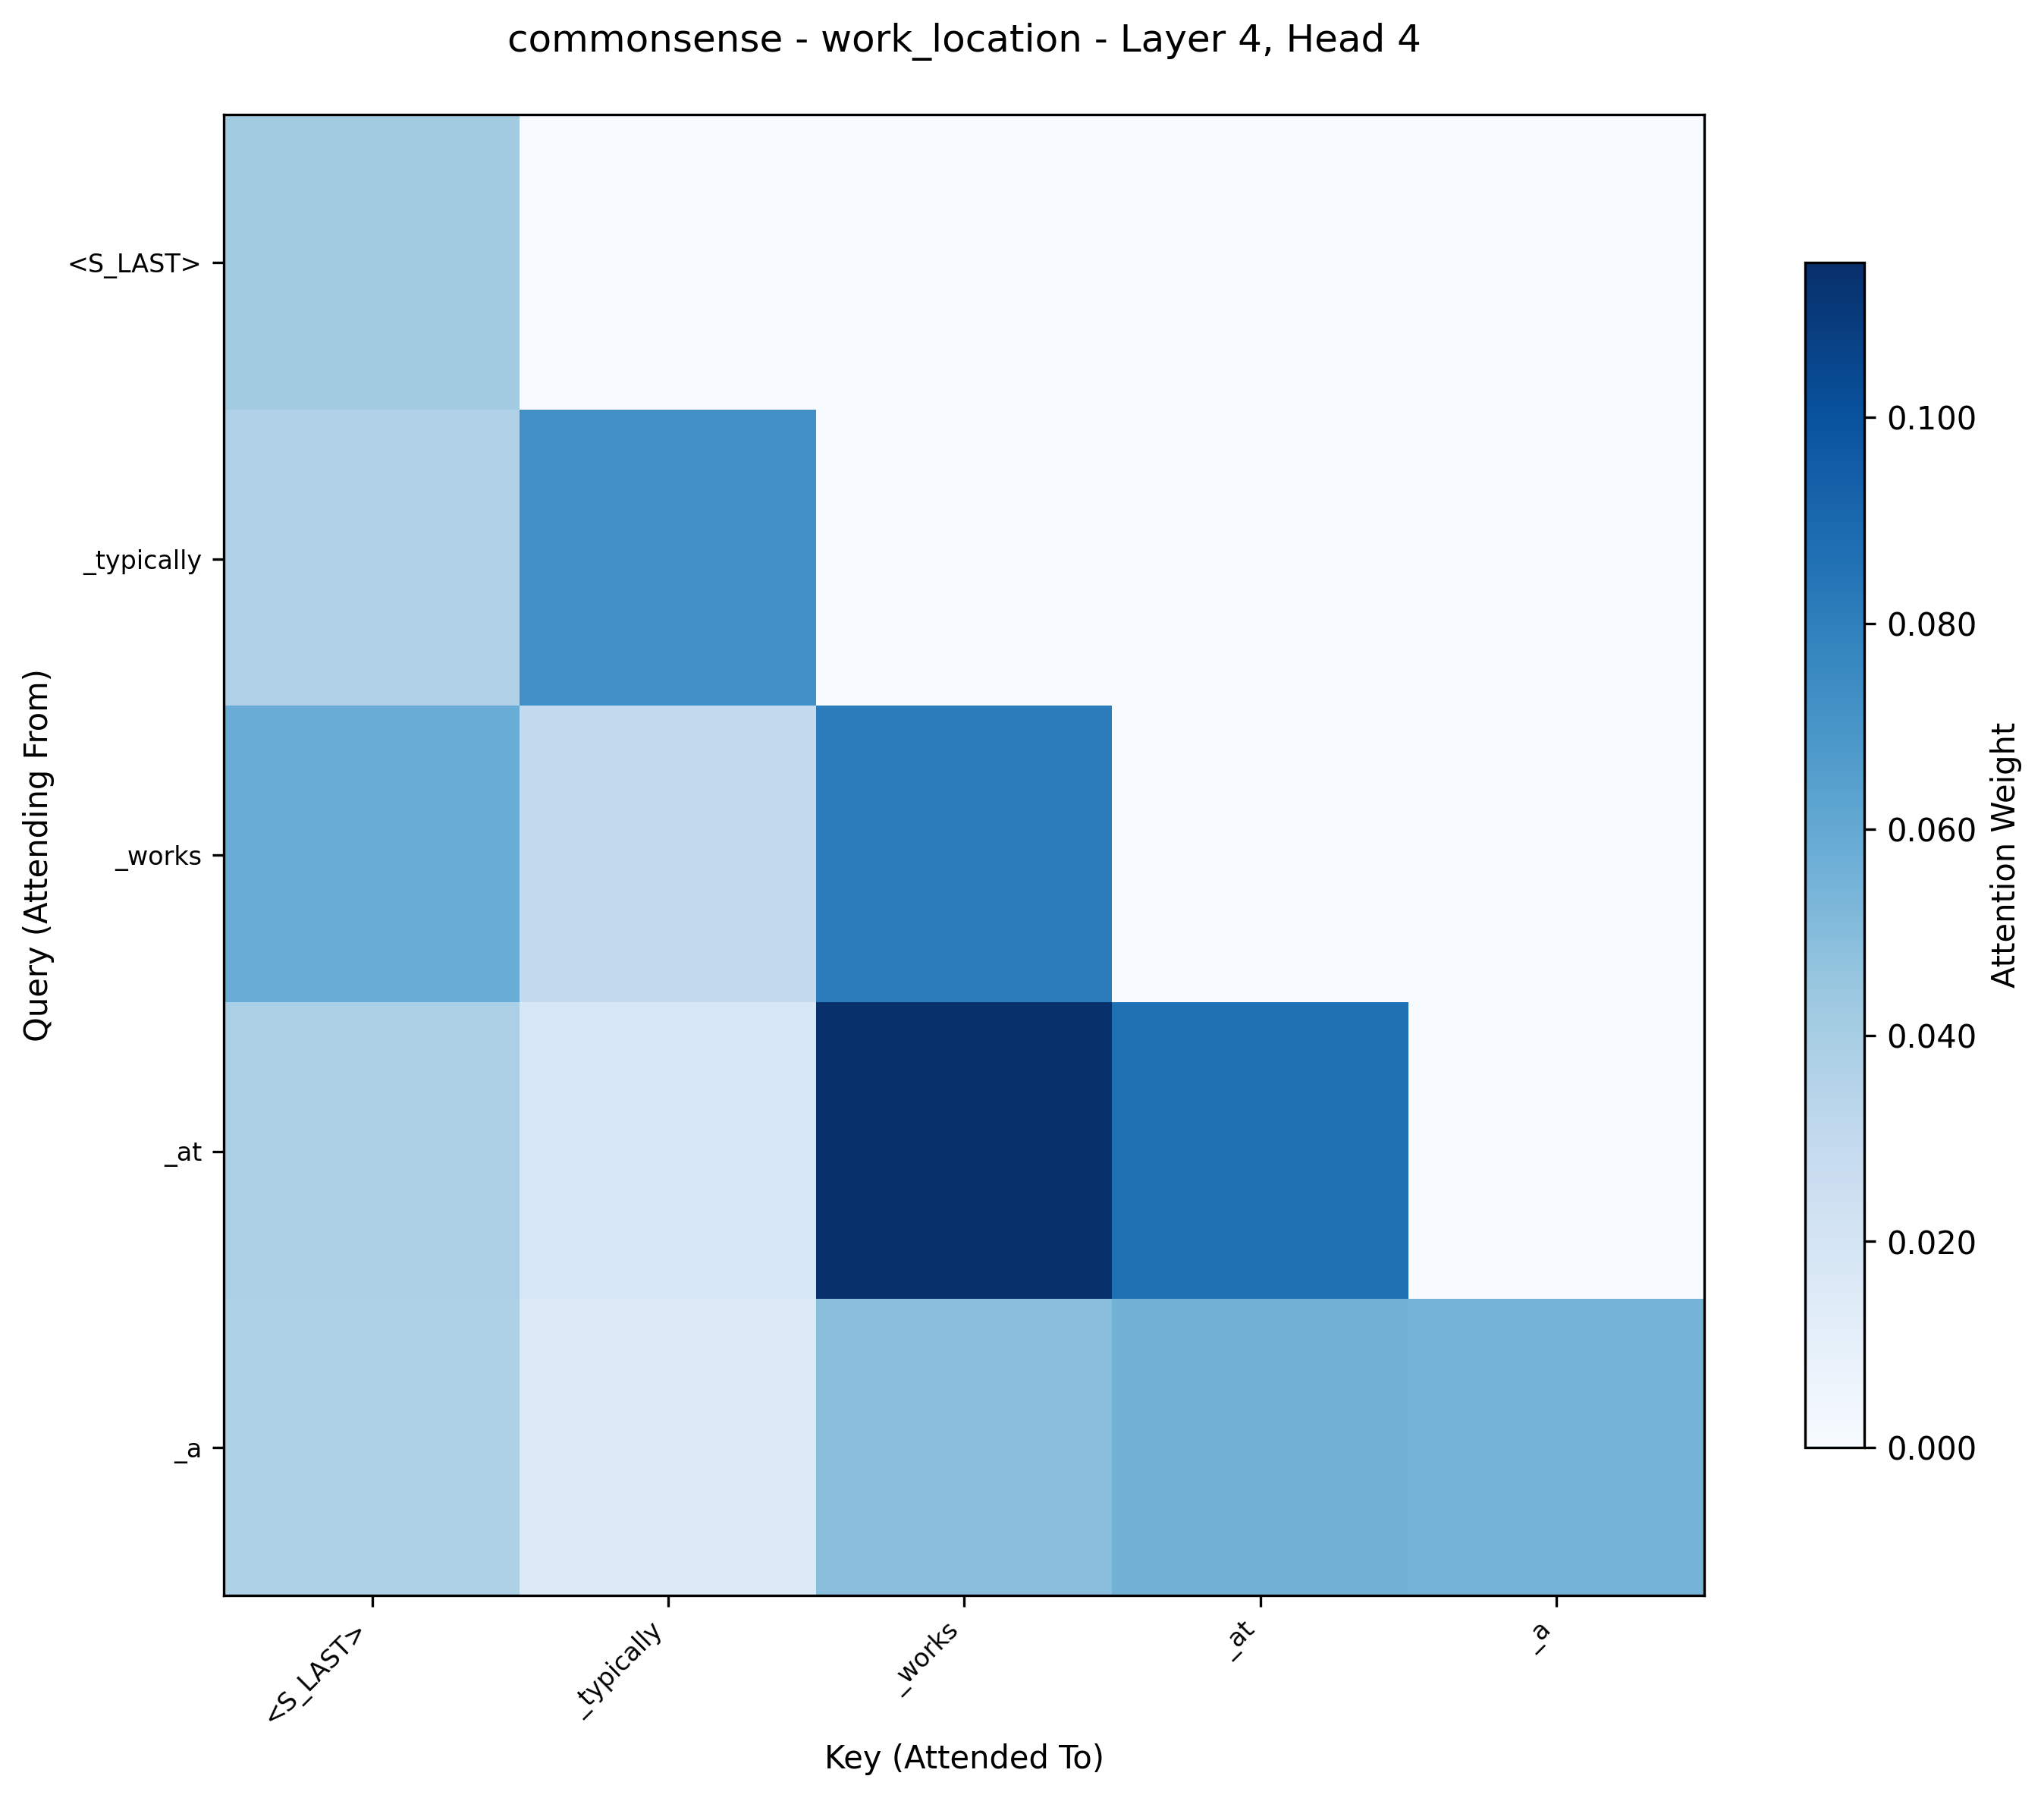 commonsense - work_location - Layer 4, Head 4
<S_LAST>
_typically
_works
_at
_a
Query (Attending From)
<S_LAST>
_typically
_works
_at
_a
Key (Attended To)
0.100
0.080
0.060
0.040
0.020
0.000
Attention Weight